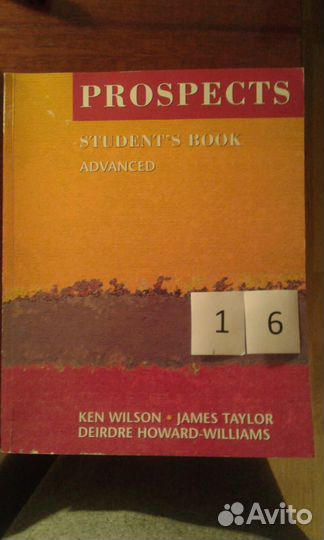 PROSPECTS
STUDENT'S BOOK
ADVANCED
1 6
KEN WILSON • JAMES TAYLOR
DEIRDRE HOWARD-WILLIAMS
Avito